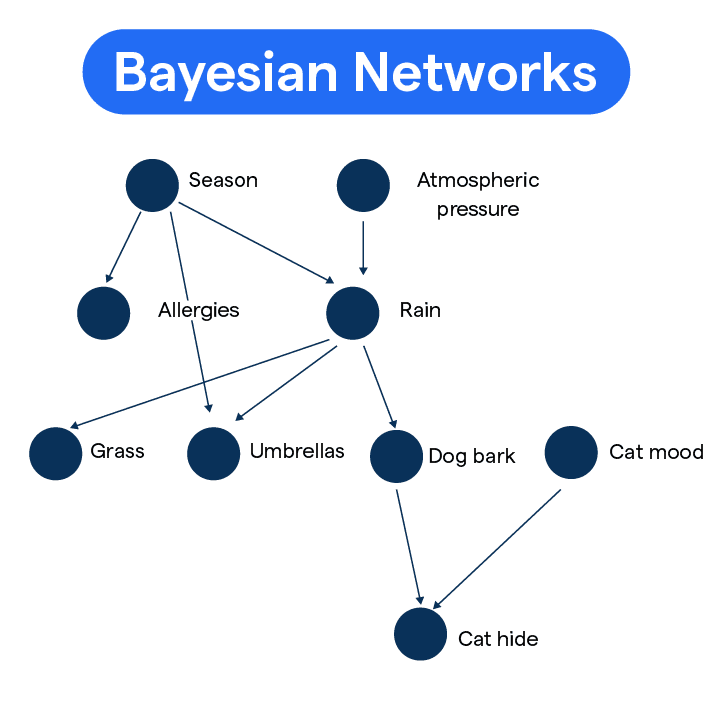 Bayesian Networks
Season
Atmospheric
pressure
Allergies
Rain
Grass
Umbrellas
Dog bark
Cat mood
Cat hide